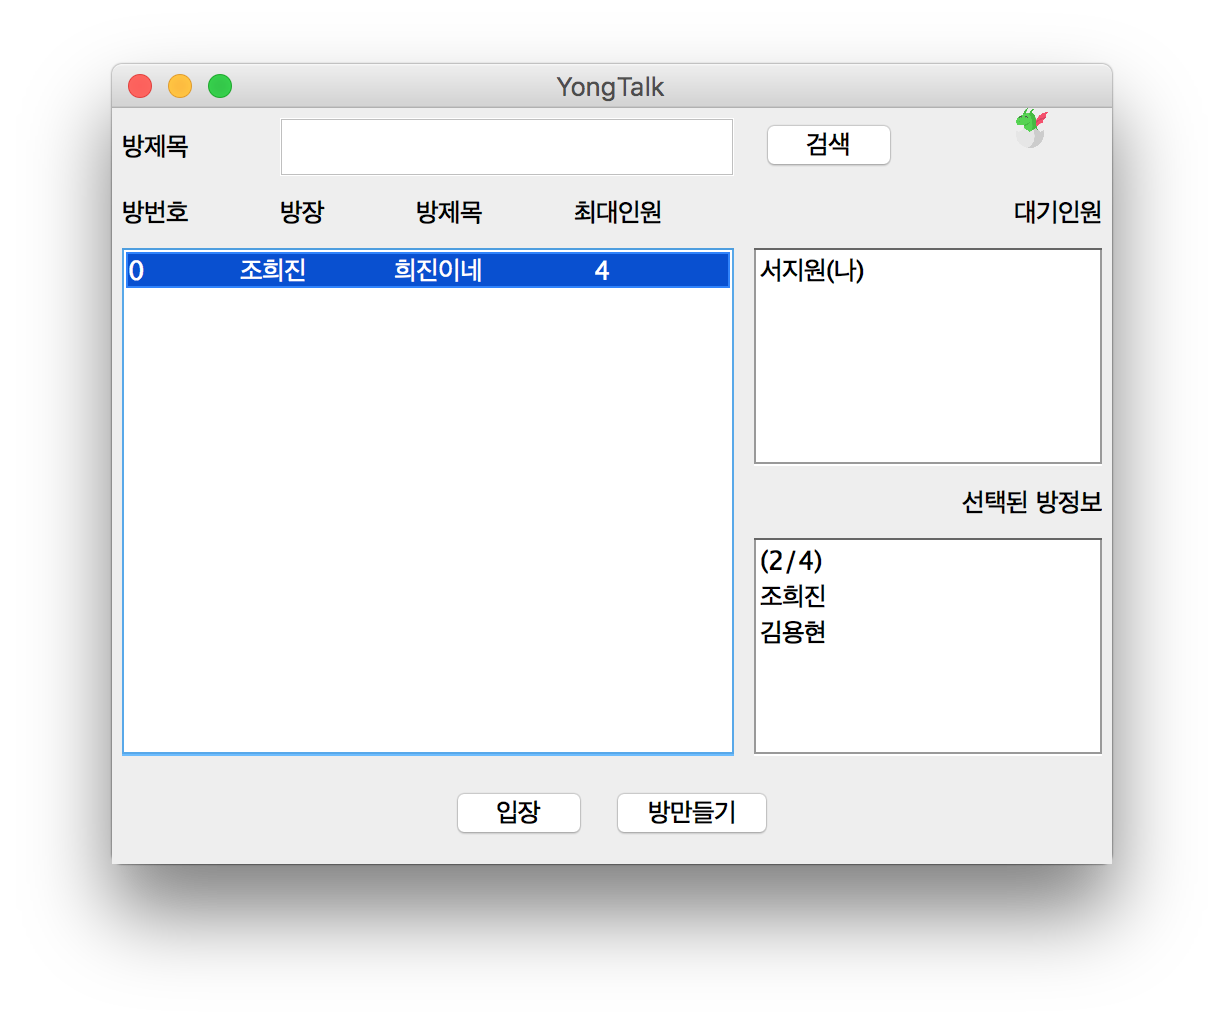 YongTalk
방제목 검색
방번호 방장 방제목 최대인원 대기인원
0 조희진 희진이네 4
서지원(나)
선택된 방정보
(2/4)
조희진
김용현
입장 방만들기